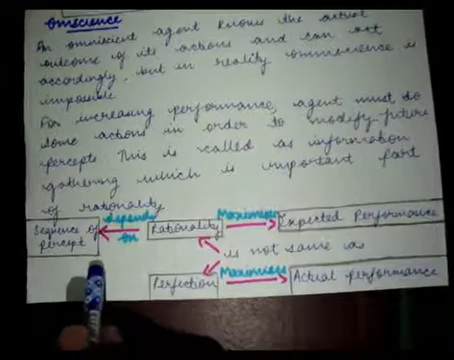 Omnscience
An omniscient agent knows the actual
outcome of its actions and can act
accordingly, but in reality omniscience is
impossible
For increasing performance, agent must do
some actions in order to modify future
percepts This is called as information
gathering which is important part
of rationality
Sequence of percept depends on Rationality Maximises Expected Performance
is not same as
Perfection Maximises Actual performance